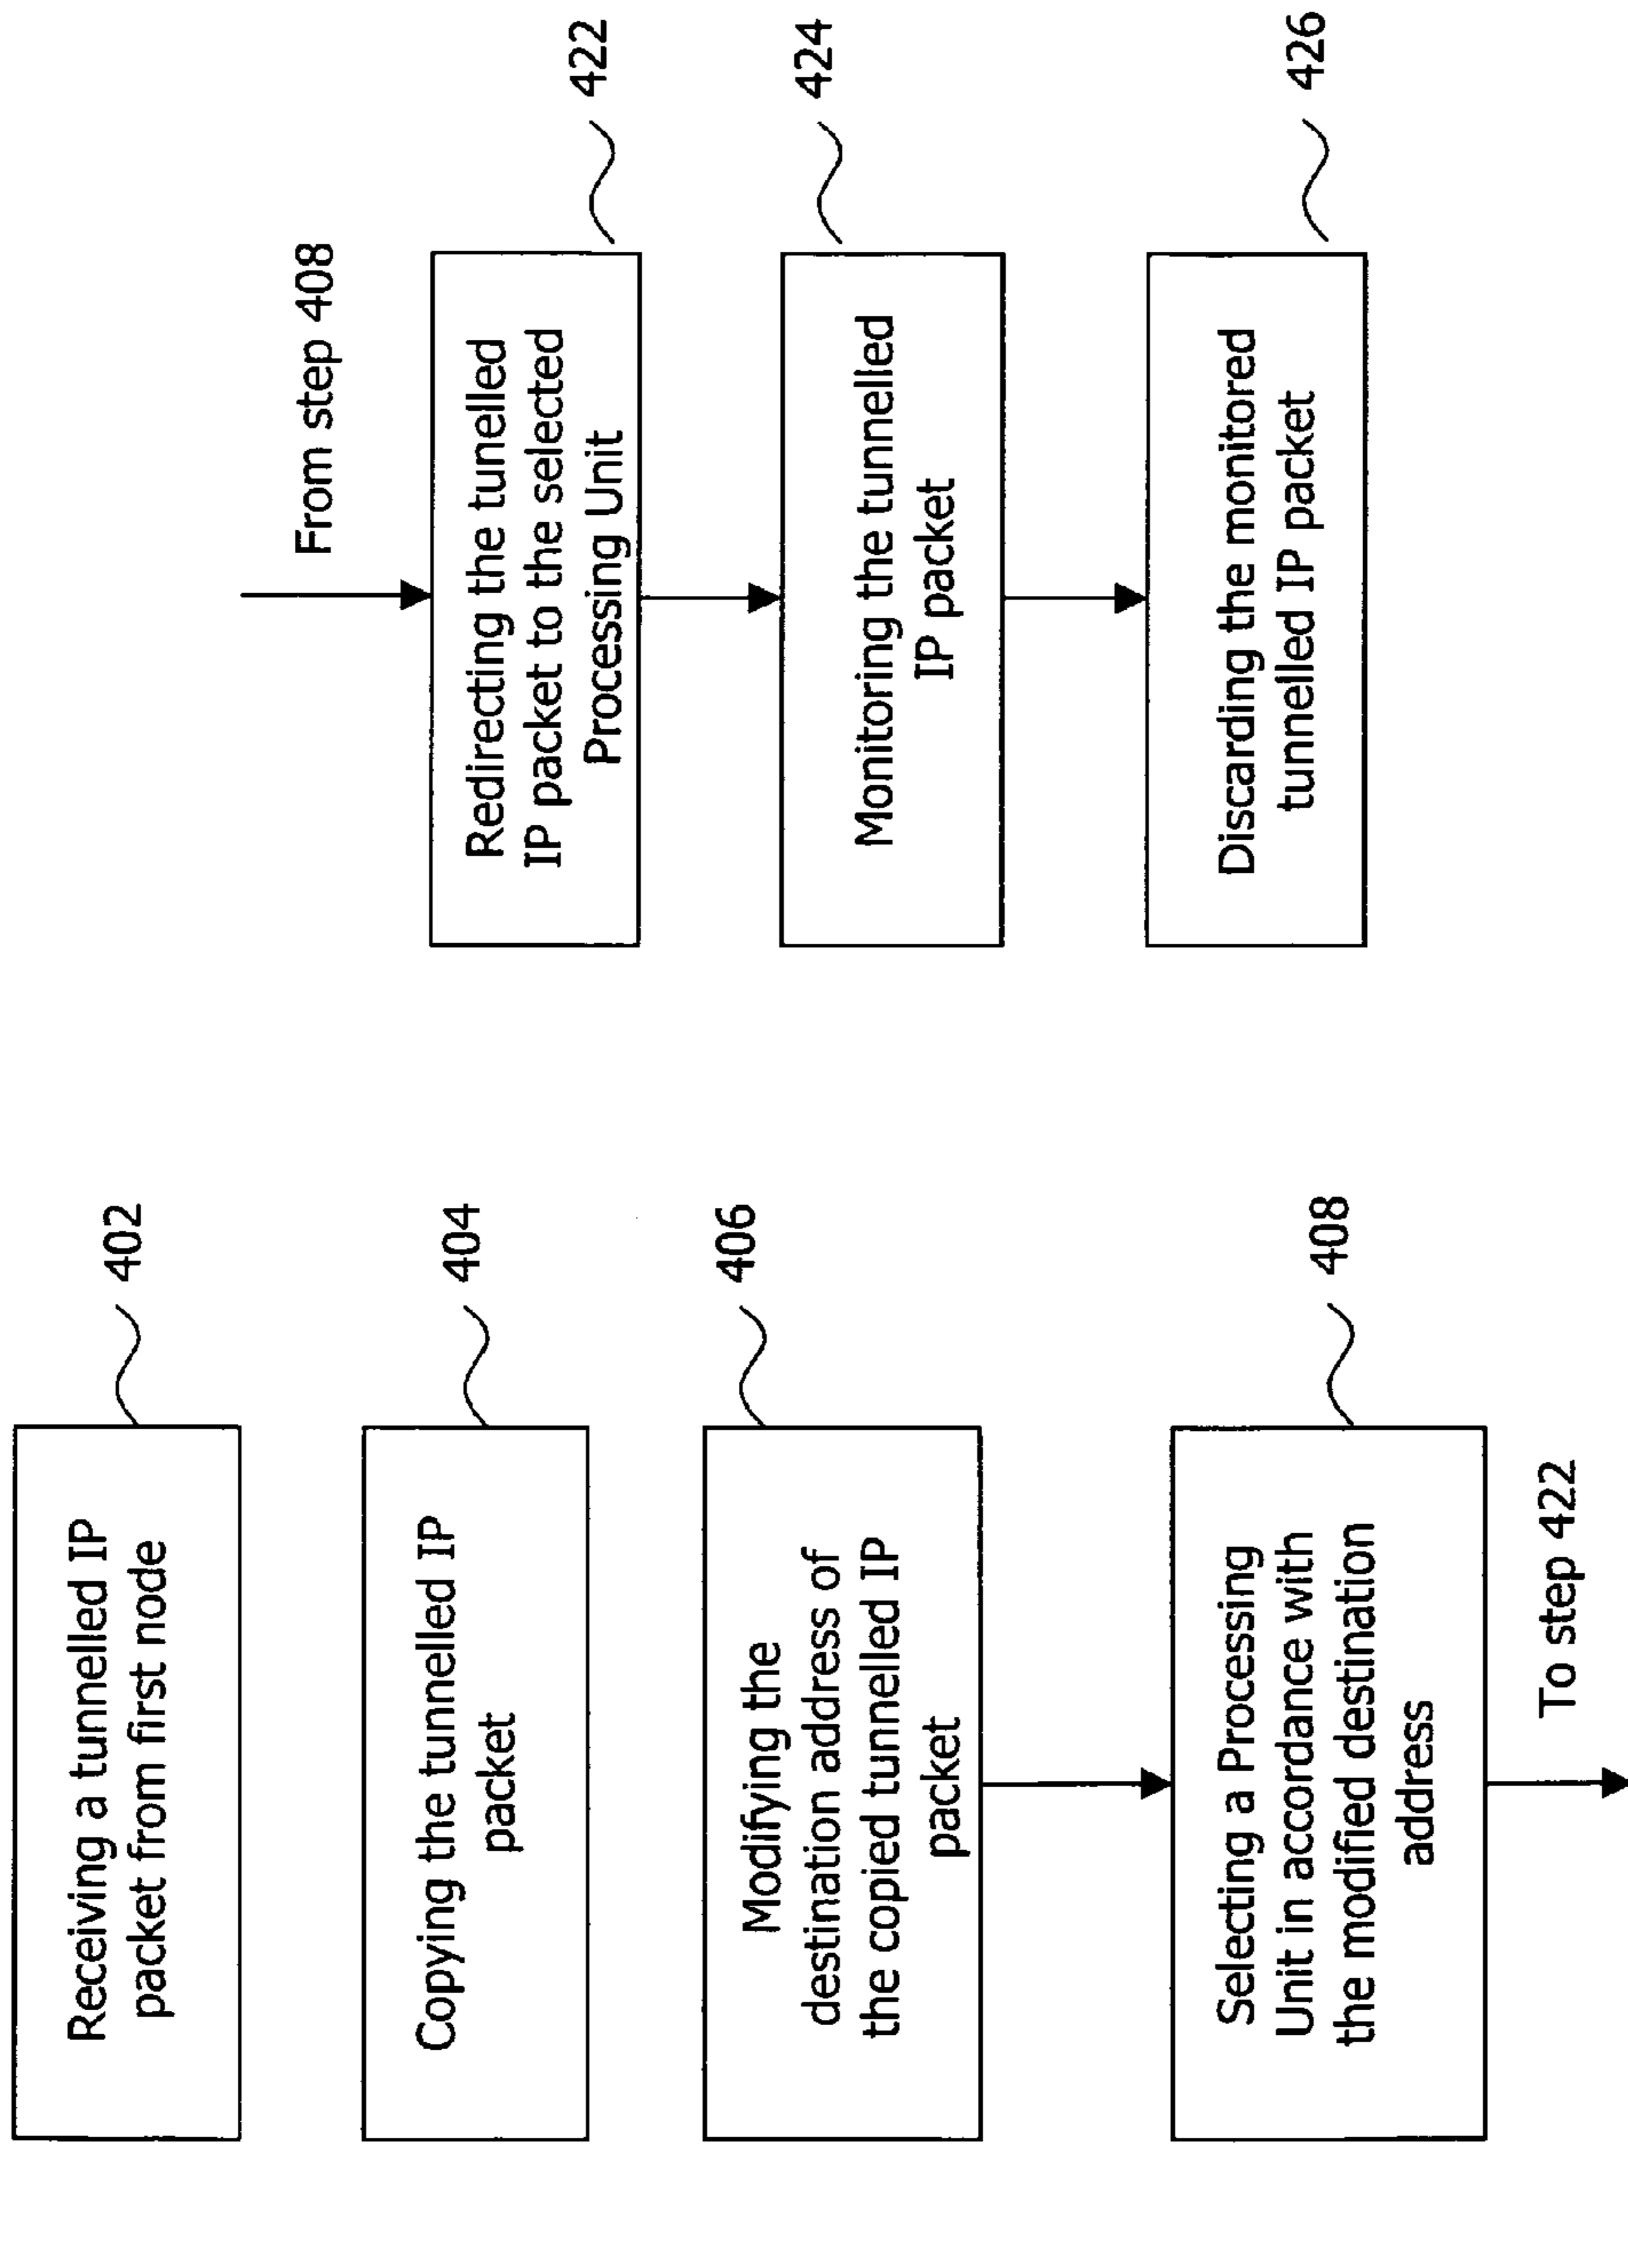 Receiving a tunnelled IP
packet from first node
402
Copying the tunnelled IP
packet
404
Modifying the
destination address of
the copied tunnelled IP
packet
406
Selecting a Processing
Unit in accordance with
the modified destination
address
408
To step 422
From step 408
Redirecting the tunelled
IP packet to the selected
Processing Unit
422
Monitoring the tunnelled
IP packet
424
Discarding the monitored
tunnelled IP packet
426